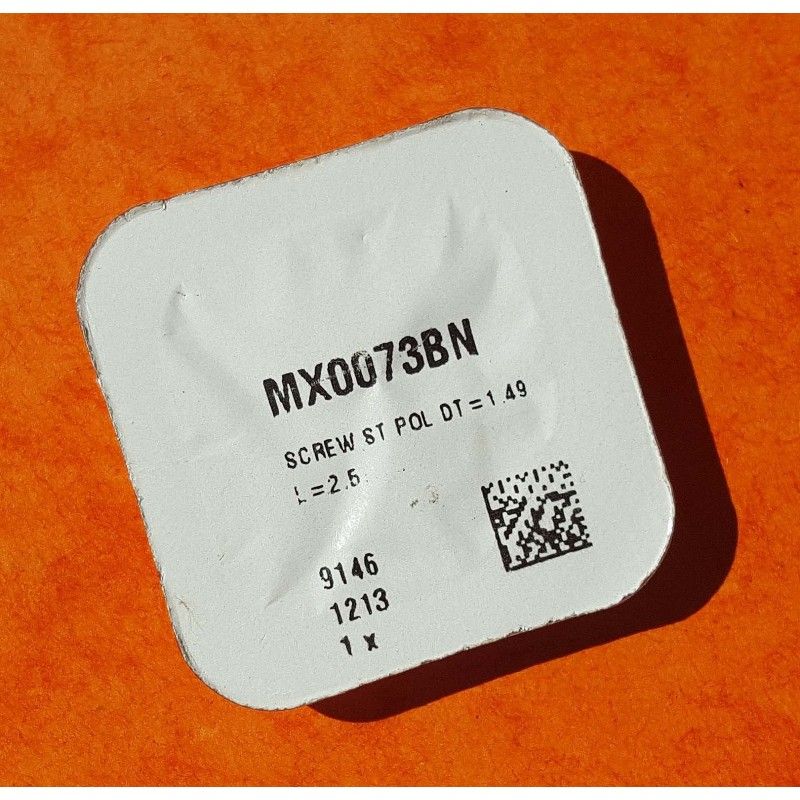 MX0073BN
SCREW ST POL DT=1.49
L=2.5
9146
1213
1 x